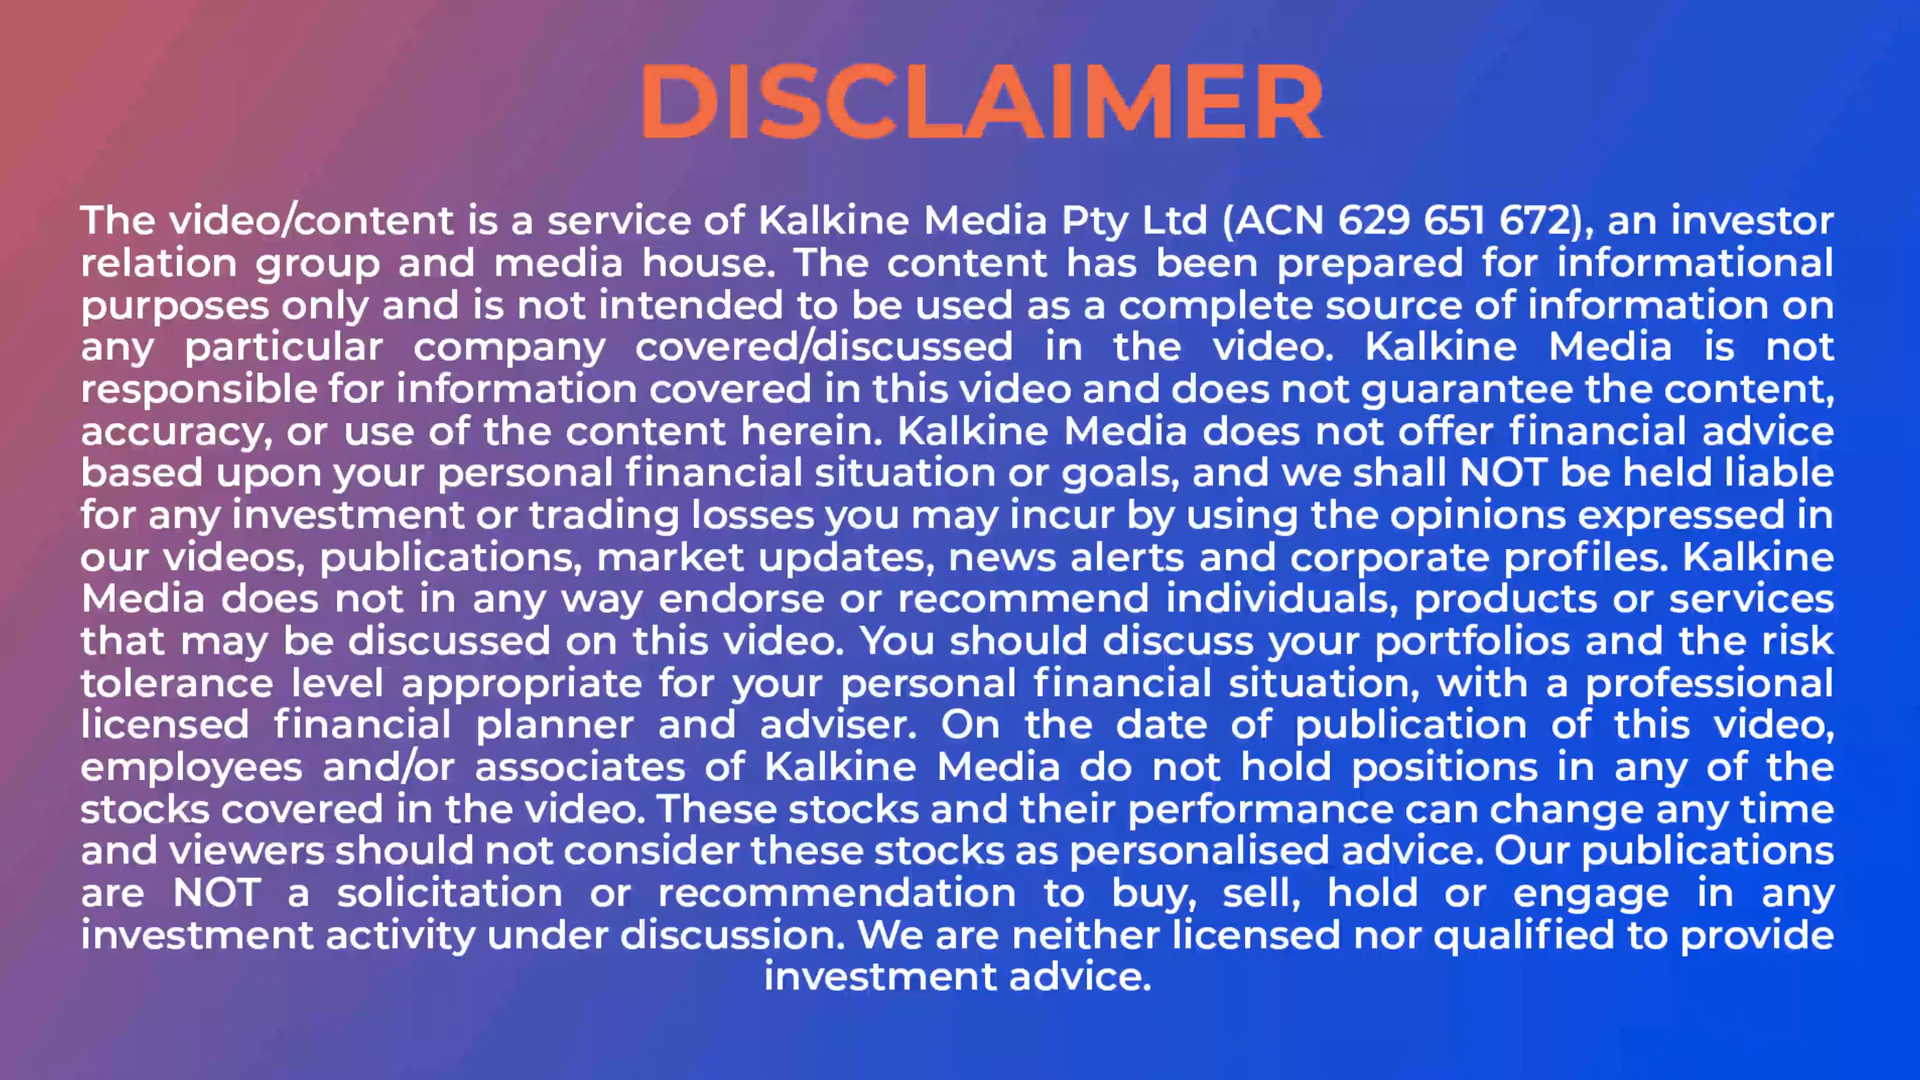 DISCLAIMER
The video/content is a service of Kalkine Media Pty Ltd (ACN 629 651 672), an investor
relation group and media house. The content has been prepared for informational
purposes only and is not intended to be used as a complete source of information on
any particular company covered/discussed in the video. Kalkine Media is not
responsible for information covered in this video and does not guarantee the content,
accuracy, or use of the content herein. Kalkine Media does not offer financial advice
based upon your personal financial situation or goals, and we shall NOT be held liable
for any investment or trading losses you may incur by using the opinions expressed in
our videos, publications, market updates, news alerts and corporate profiles. Kalkine
Media does not in any way endorse or recommend individuals, products or services
that may be discussed on this video. You should discuss your portfolios and the risk
tolerance level appropriate for your personal financial situation, with a professional
licensed financial planner and adviser. On the date of publication of this video,
employees and/or associates of Kalkine Media do not hold positions in any of the
stocks covered in the video. These stocks and their performance can change any time
and viewers should not consider these stocks as personalised advice. Our publications
are NOT a solicitation or recommendation to buy, sell, hold or engage in any
investment activity under discussion. We are neither licensed nor qualified to provide
investment advice.